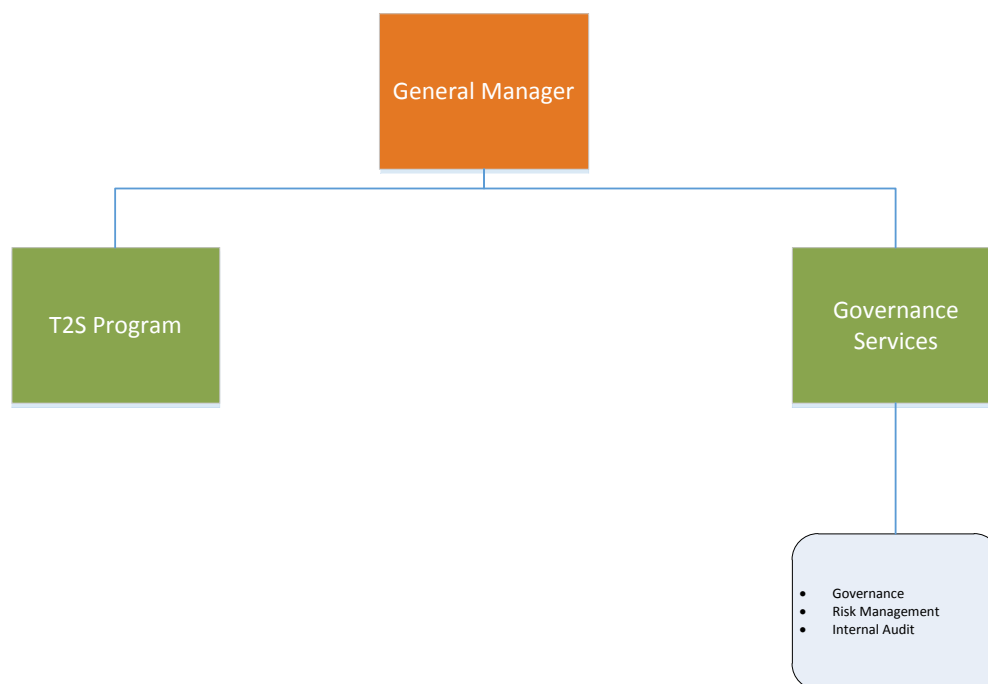 General Manager
T2S Program
Governance
Services
• Governance
• Risk Management
• Internal Audit